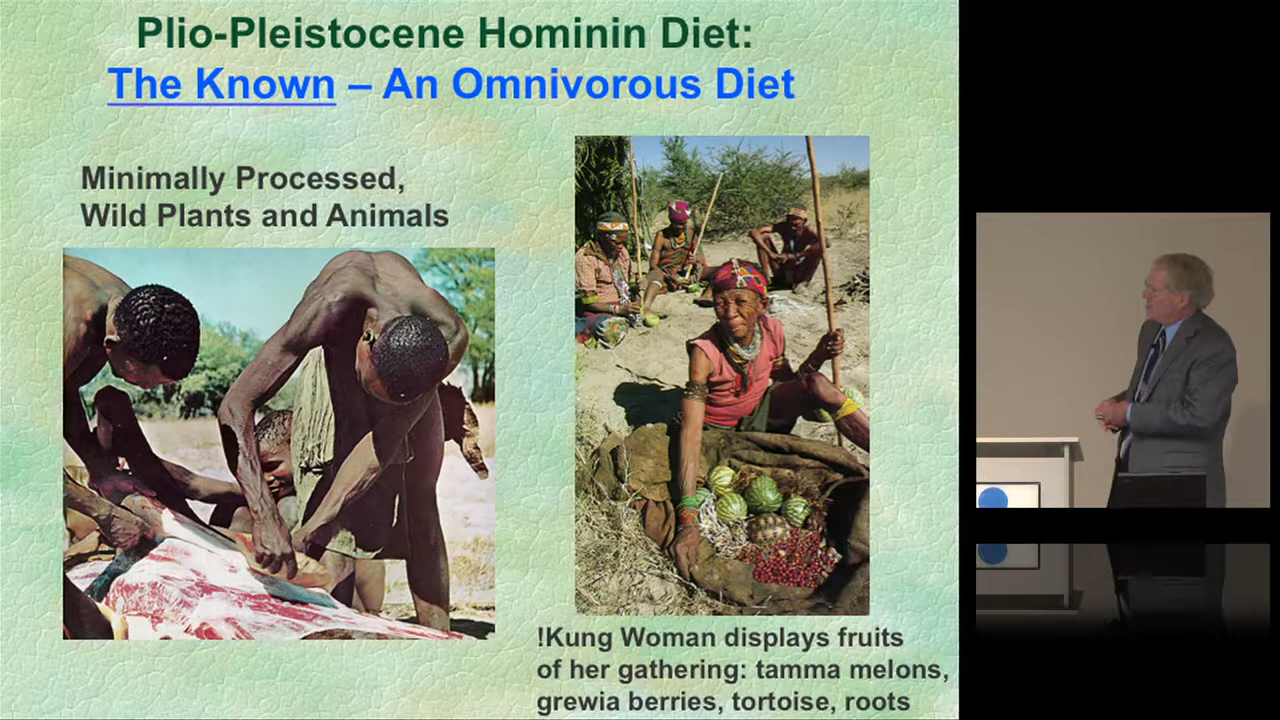 Plio-Pleistocene Hominin Diet:
The Known – An Omnivorous Diet
Minimally Processed,
Wild Plants and Animals
!Kung Woman displays fruits
of her gathering: tamma melons,
grewia berries, tortoise, roots